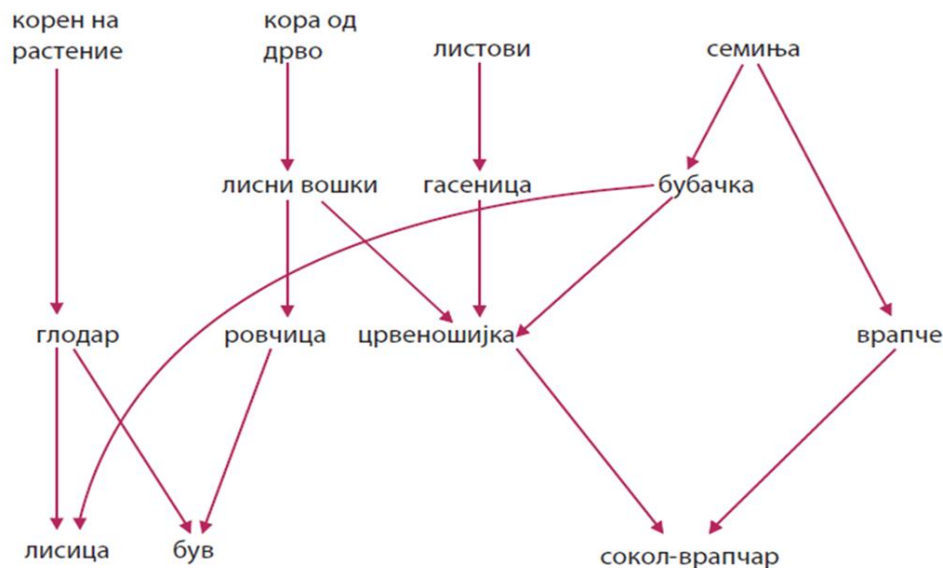 корен на
растение
кора од
дрво
листови
семиња
лисни вошки
гасеница
бубачка
глодар
ровчица
црвеношијка
врапче
лисица
був
сокол-врапчар